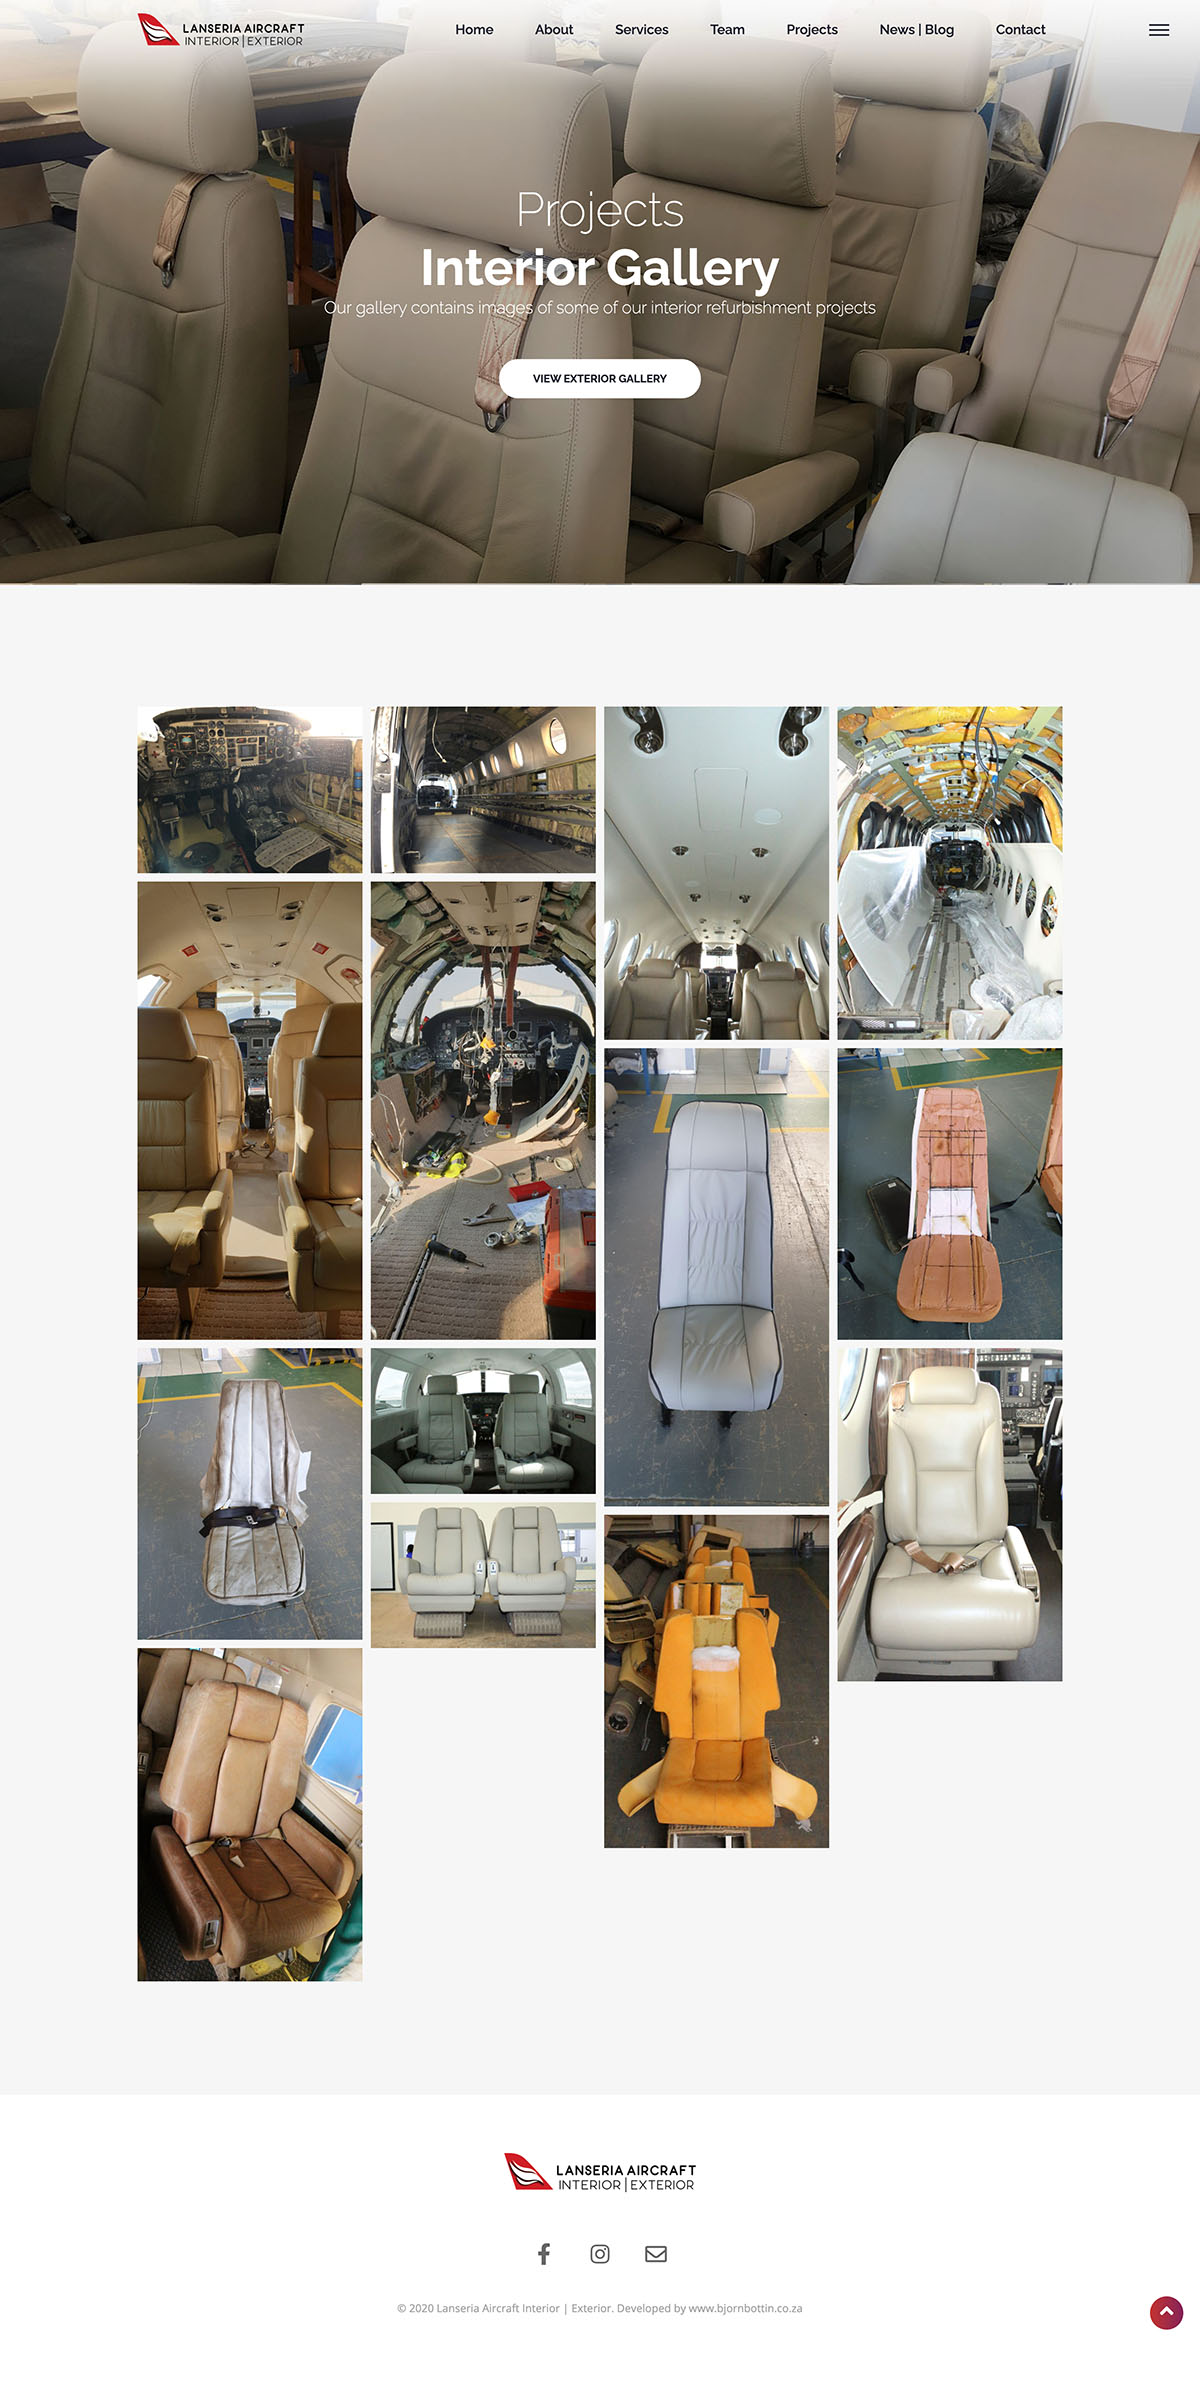 LANSERIA AIRCRAFT
INTERIOR | EXTERIOR
Home
About
Services
Team
Projects
News | Blog
Contact
Projects
Interior Gallery
Our gallery contains images of some of our interior refurbishment projects
VIEW EXTERIOR GALLERY
LANSERIA AIRCRAFT
INTERIOR | EXTERIOR
© 2020 Lanseria Aircraft Interior | Exterior. Developed by www.bjornbottin.co.za